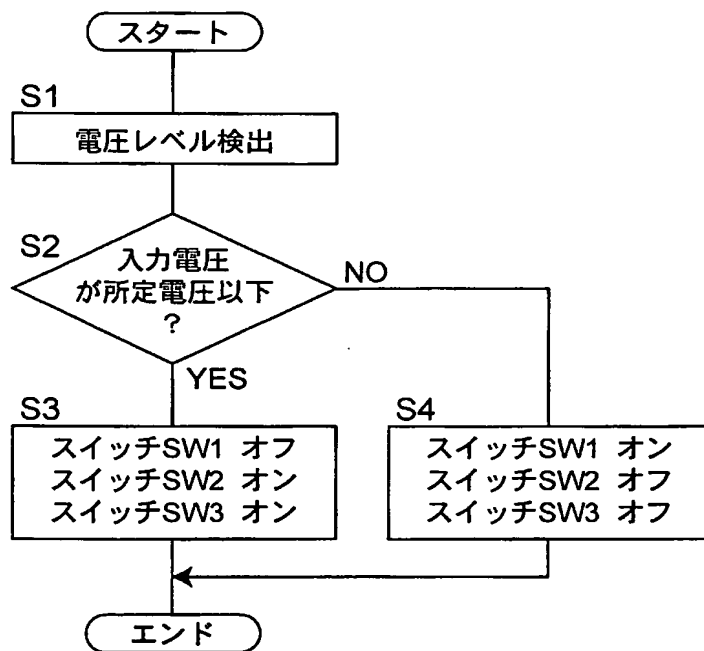 スタート
S1
電圧レベル検出
S2
入力電圧
が所定電圧以下
?
NO
YES
S3
スイッチSW1 オフ
スイッチSW2 オン
スイッチSW3 オン
S4
スイッチSW1 オン
スイッチSW2 オフ
スイッチSW3 オフ
エンド